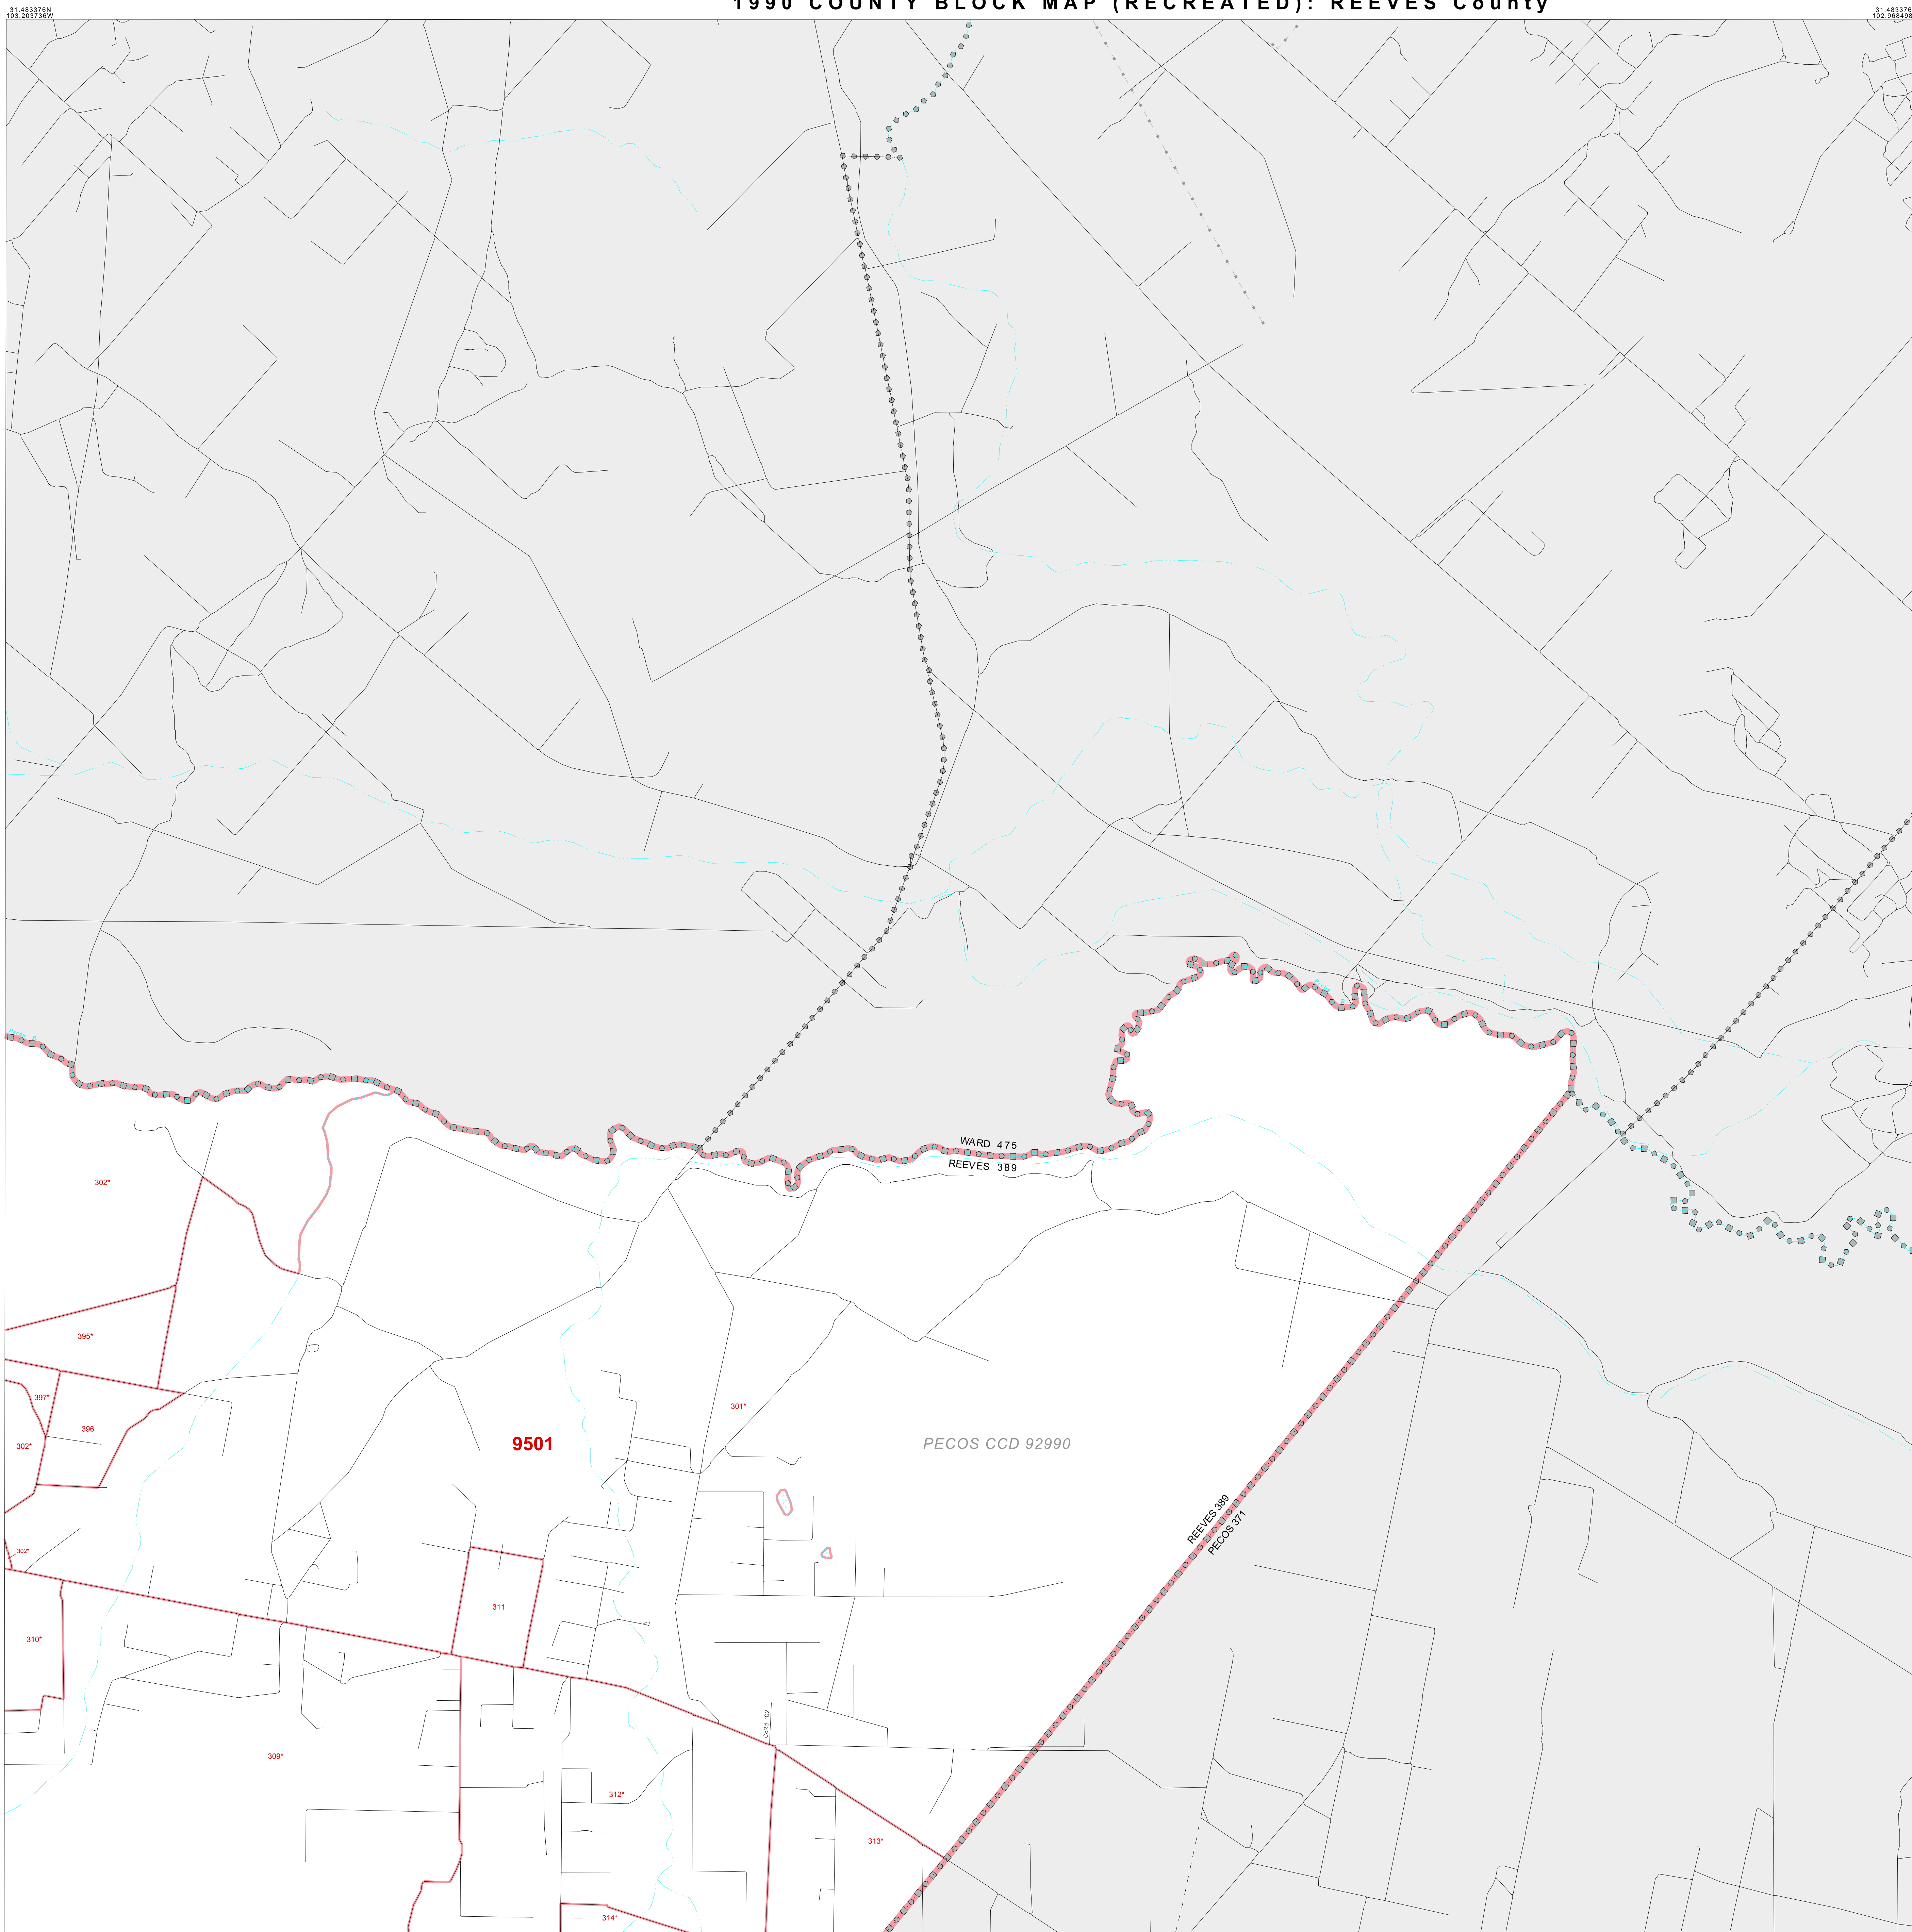 1990 COUNTY BLOCK MAP (RECREATED): REEVES County
31.483376N
103.203736W
31.483376
102.968498
WARD 475
REEVES 389
302*
395*
397*
396
302*
301*
9501
PECOS CCD 92990
REEVES 389
PECOS 371
302*
311
310*
CoRd 102
309*
312*
313*
314*